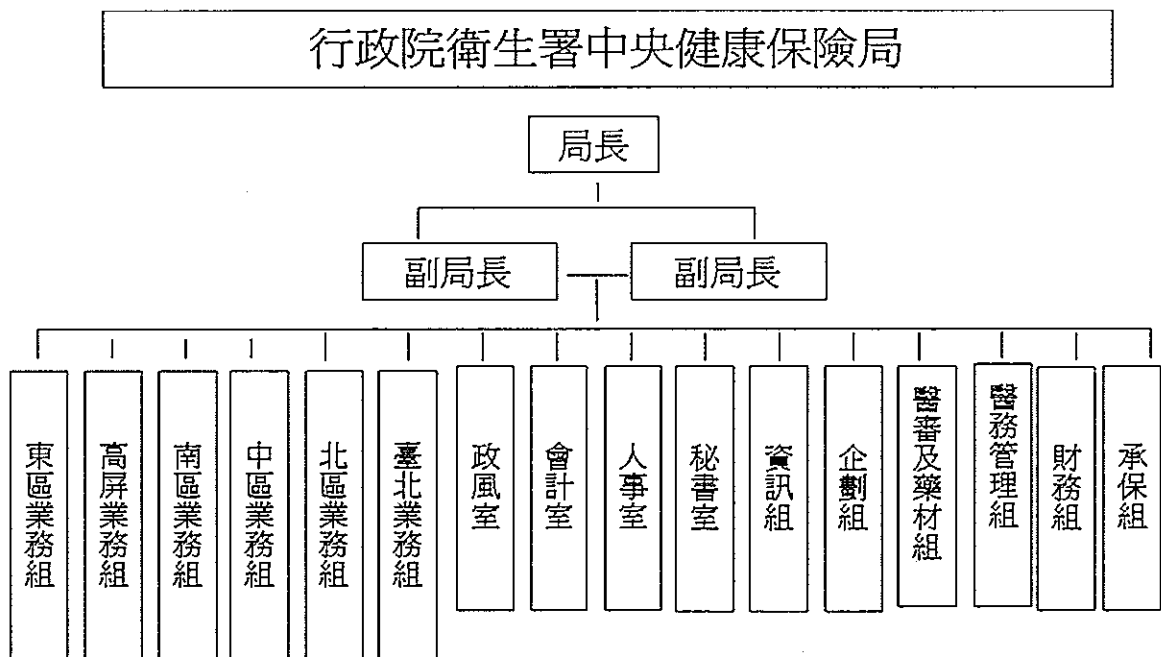 行政院衛生署中央健康保險局
局長
副局長
副局長
東區業務組
高屏業務組
南區業務組
中區業務組
北區業務組
臺北業務組
政風室
會計室
人事室
秘書室
資訊組
企劃組
醫審及藥材組
醫務管理組
財務組
承保組